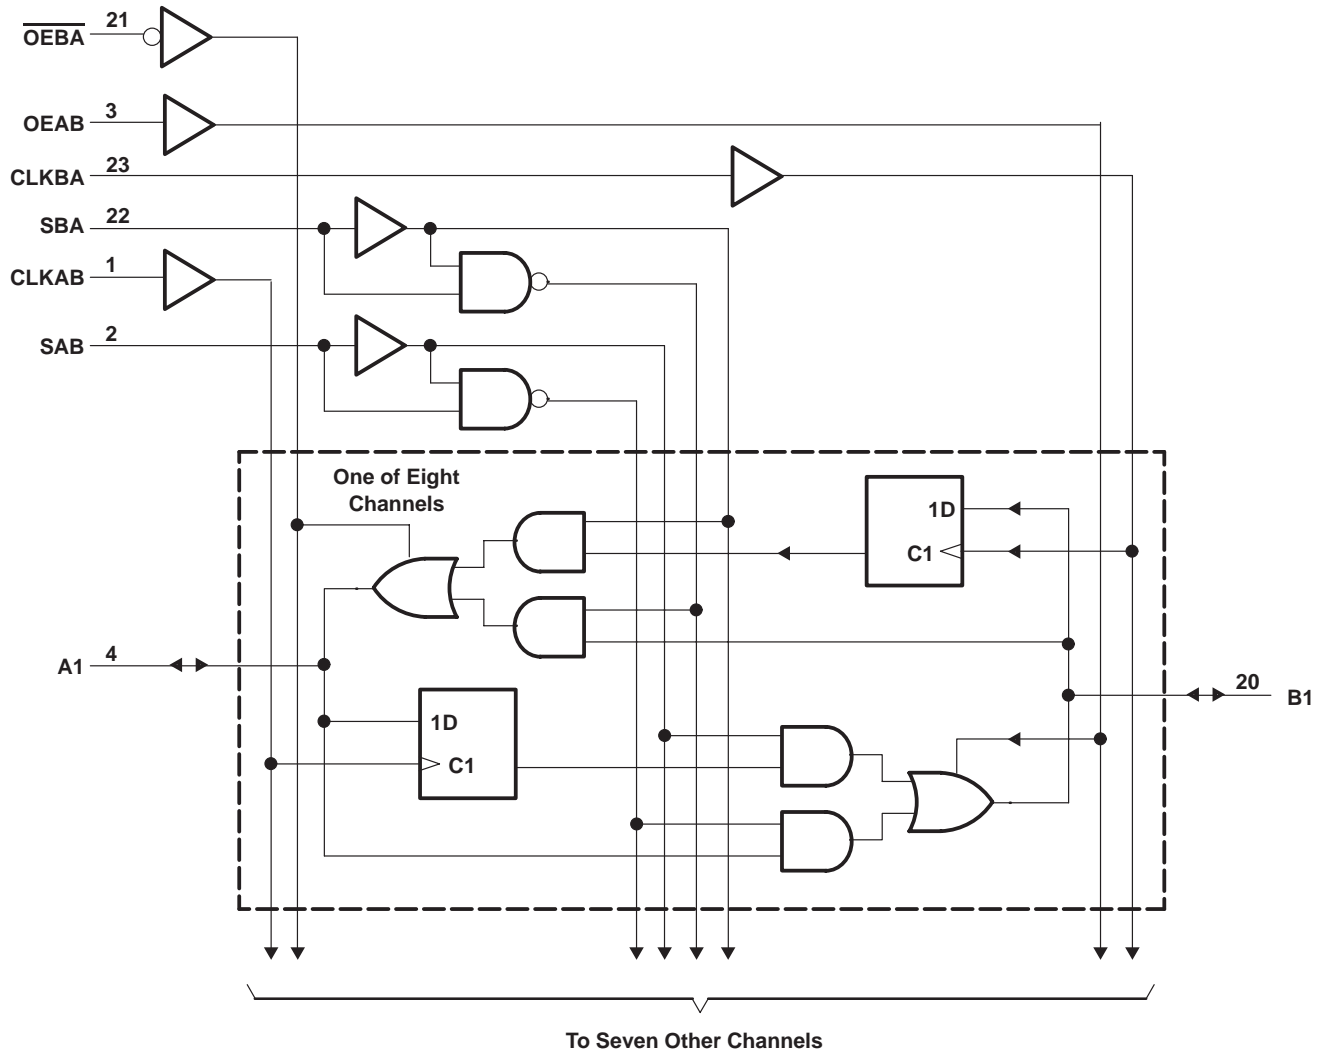 OEBA 21
OEAB 3
CLKBA 23
SBA 22
CLKAB 1
SAB 2
One of Eight
Channels
1D
C1
A1 4
20 B1
1D
C1
To Seven Other Channels